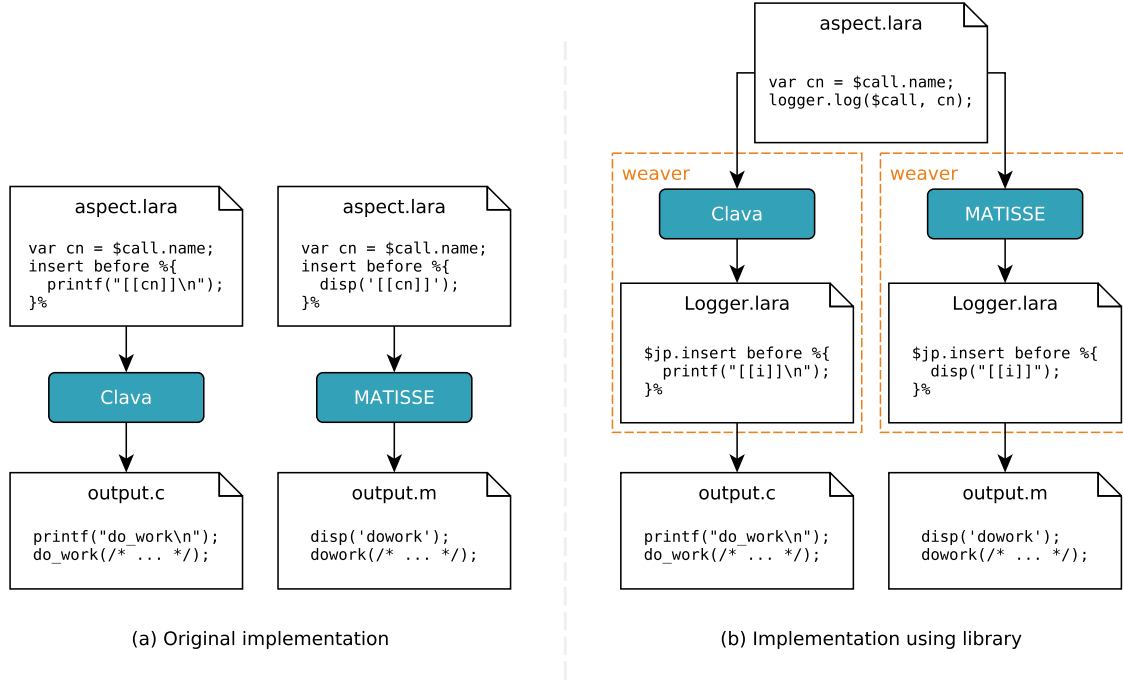 aspect.lara
var cn = $call.name;
insert before %{
  printf("[[cn]]\n");
}%
Clava
output.c
printf("do_work\n");
do_work(/* ... */);
aspect.lara
var cn = $call.name;
insert before %{
  disp('[[cn]]');
}%
MATISSE
output.m
disp('dowork');
dowork(/* ... */);
(a) Original implementation
aspect.lara
var cn = $call.name;
logger.log($call, cn);
weaver
Clava
Logger.lara
$jp.insert before %{
  printf("[[i]]\n");
}%
output.c
printf("do_work\n");
do_work(/* ... */);
weaver
MATISSE
Logger.lara
$jp.insert before %{
  disp("[[i]]");
}%
output.m
disp('dowork');
dowork(/* ... */);
(b) Implementation using library